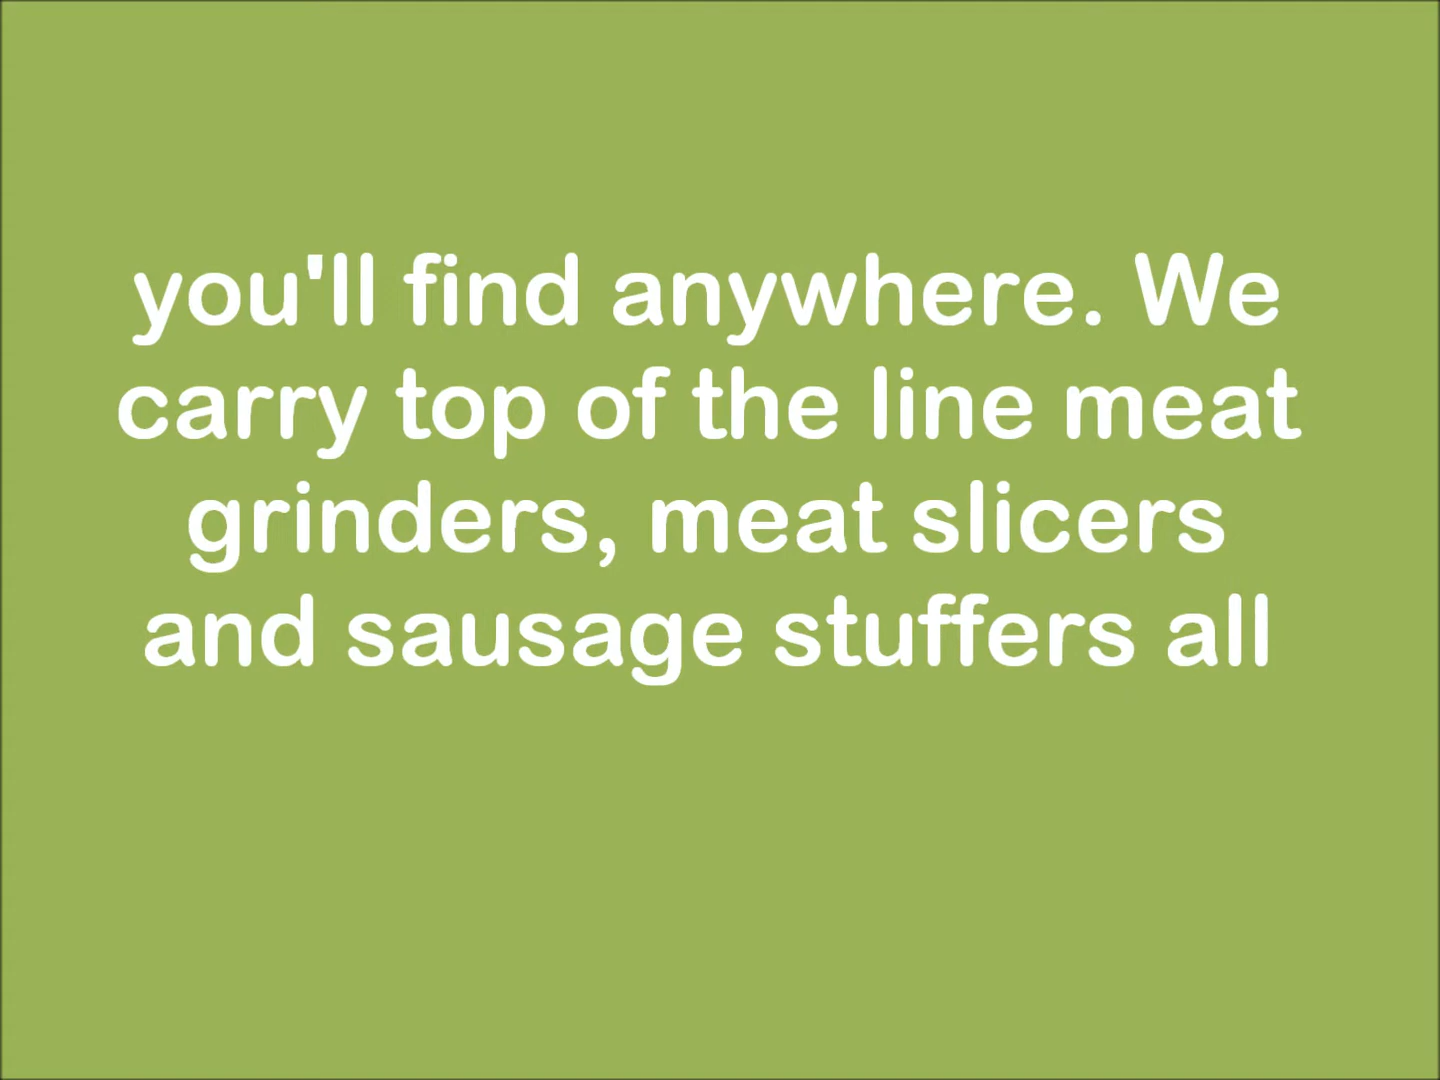 you'll find anywhere. We
carry top of the line meat
grinders, meat slicers
and sausage stuffers all